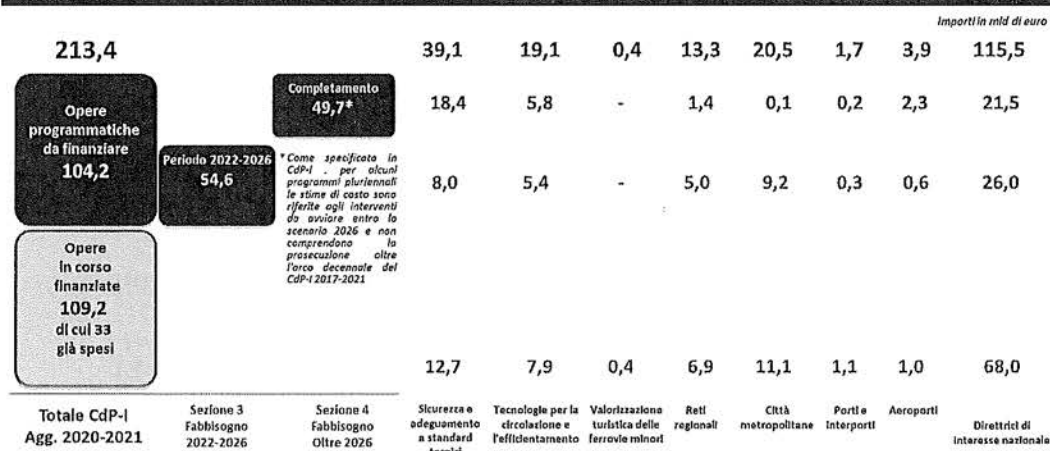 Importi in mld di euro
213,4 39,1 19,1 0,4 13,3 20,5 1,7 3,9 115,5
Opere
programmatiche
da finanziare
104,2
Completamento
49,7*
18,4 5,8 - 1,4 0,1 0,2 2,3 21,5
Periodo 2022-2026
54,6
* Come specificato in
CdP-I , per alcuni
programmi pluriennali
le stime di costo sono
riferite agli interventi
da avviare entro lo
scenario 2026 e non
comprendono la
prosecuzione oltre
l'arco decennale del
CdP-I 2017-2021
8,0 5,4 - 5,0 9,2 0,3 0,6 26,0
Opere
in corso
finanziate
109,2
di cui 33
già spesi
12,7 7,9 0,4 6,9 11,1 1,1 1,0 68,0
Totale CdP-I
Agg. 2020-2021
Sezione 3
Fabbisogno
2022-2026
Sezione 4
Fabbisogno
Oltre 2026
Sicurezza e
adeguamento
a standard
tecnici
Tecnologie per la
circolazione e
l'efficientamento
Valorizzazione
turistica delle
ferrovie minori
Reti
regionali
Città
metropolitane
Porti e
Interporti
Aeroporti
Direttrici di
interesse nazionale